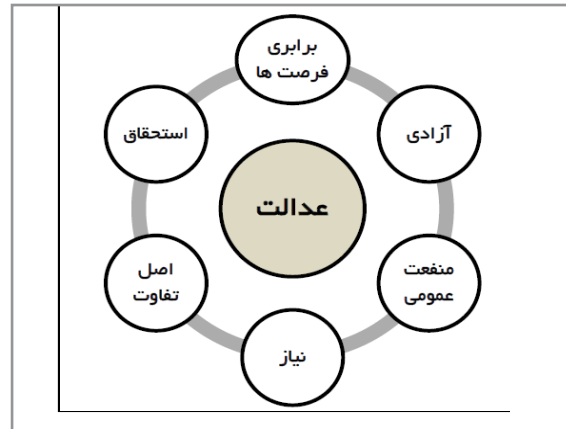 برابری
فرصت ها
آزادی
استحقاق
عدالت
منفعت
عمومی
اصل
تفاوت
نیاز